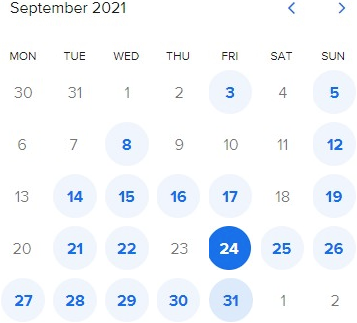 September 2021
MON TUE WED THU FRI SAT SUN
30 31 1 2 3 4 5
6 7 8 9 10 11 12
13 14 15 16 17 18 19
20 21 22 23 24 25 26
27 28 29 30 31 1 2